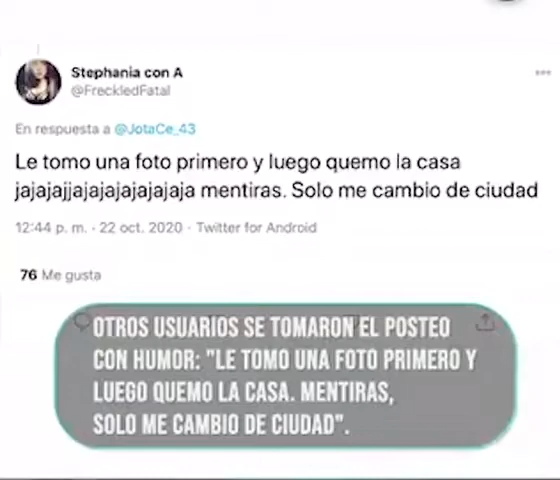 Stephania con A
@FreckledFatal
En respuesta a @JotaCe_43
Le tomo una foto primero y luego quemo la casa
jajajajjajajajajajajaja mentiras. Solo me cambio de ciudad
12:44 p. m. · 22 oct. 2020 · Twitter for Android
76 Me gusta
OTROS USUARIOS SE TOMARON EL POSTEO
CON HUMOR: "LE TOMO UNA FOTO PRIMERO Y
LUEGO QUEMO LA CASA. MENTIRAS,
SOLO ME CAMBIO DE CIUDAD".